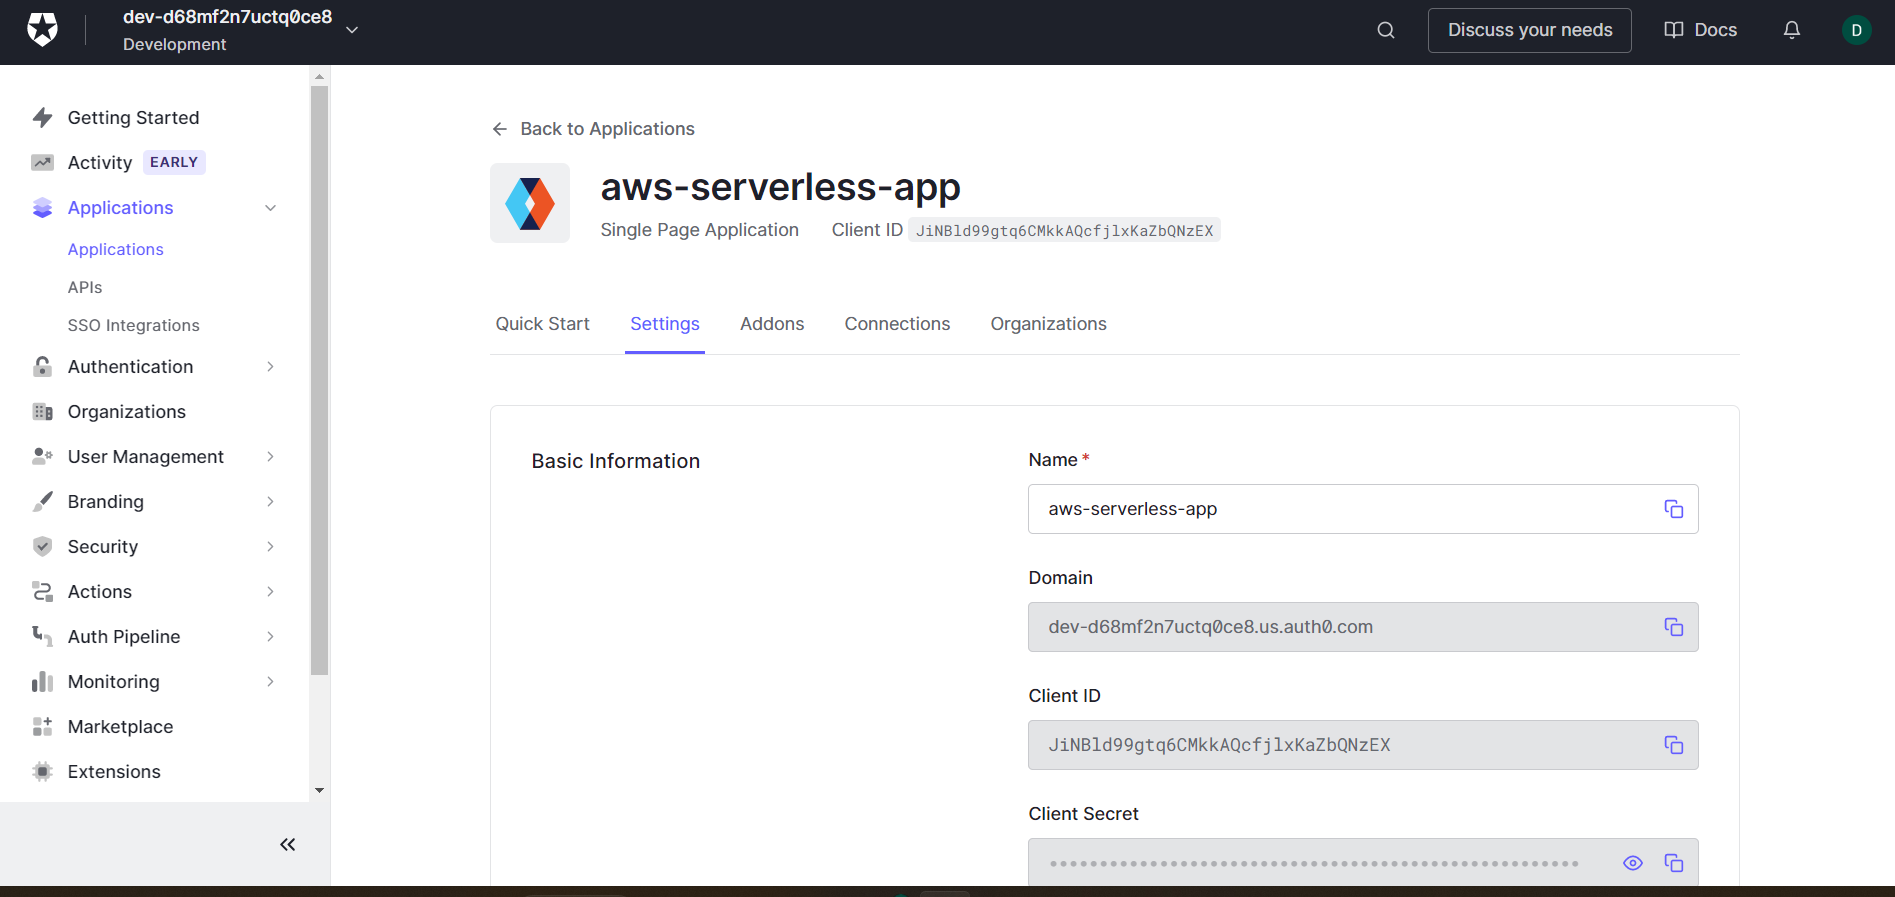 dev-d68mf2n7uctq0ce8
Development
Discuss your needs
Docs
D
Getting Started
Activity EARLY
Applications
Applications
APIs
SSO Integrations
Authentication
Organizations
User Management
Branding
Security
Actions
Auth Pipeline
Monitoring
Marketplace
Extensions
Back to Applications
aws-serverless-app
Single Page Application Client ID JiNBld99gtq6CMkkAQcfjlxKaZbQNzEX
Quick Start Settings Addons Connections Organizations
Basic Information
Name *
aws-serverless-app
Domain
dev-d68mf2n7uctq0ce8.us.auth0.com
Client ID
JiNBld99gtq6CMkkAQcfjlxKaZbQNzEX
Client Secret